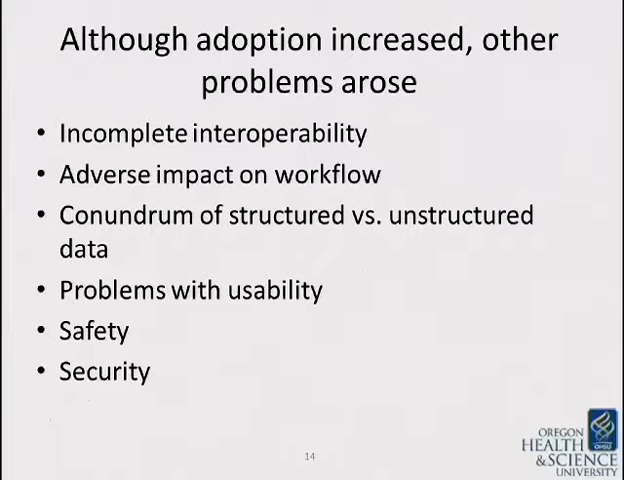 Although adoption increased, other
problems arose
• Incomplete interoperability
• Adverse impact on workflow
• Conundrum of structured vs. unstructured
data
• Problems with usability
• Safety
• Security
14
OREGON
HEALTH
&SCIENCE
UNIVERSITY
OHSU